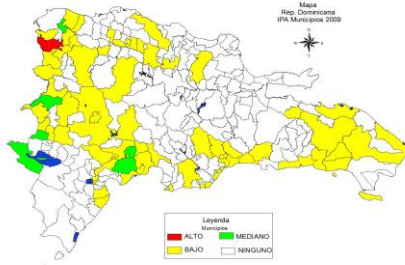 Mapa
Rep. Dominicana
IPA Municipios 2009
Leyenda
Municipios
ALTO MEDIANO
BAJO NINGUNO